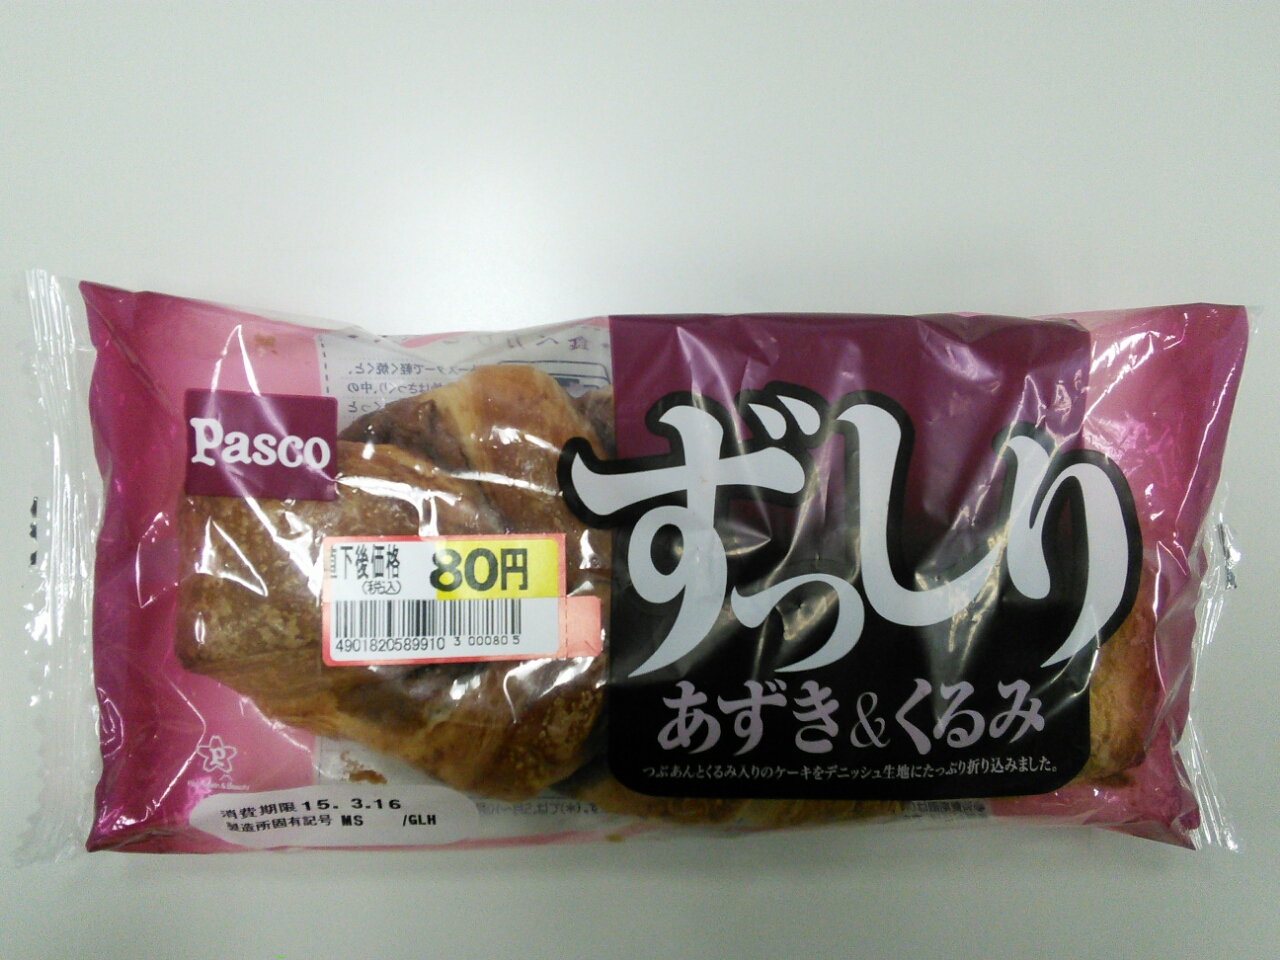 Pasco
ずっしり
あずき&くるみ
つぶあんとくるみ入りのケーキをデニッシュ生地にたっぷり折り込みました。
値下後価格
(税込)
80円
4901820589910 3 000805
消費期限 15. 3.16
製造所固有記号 MS /GLH